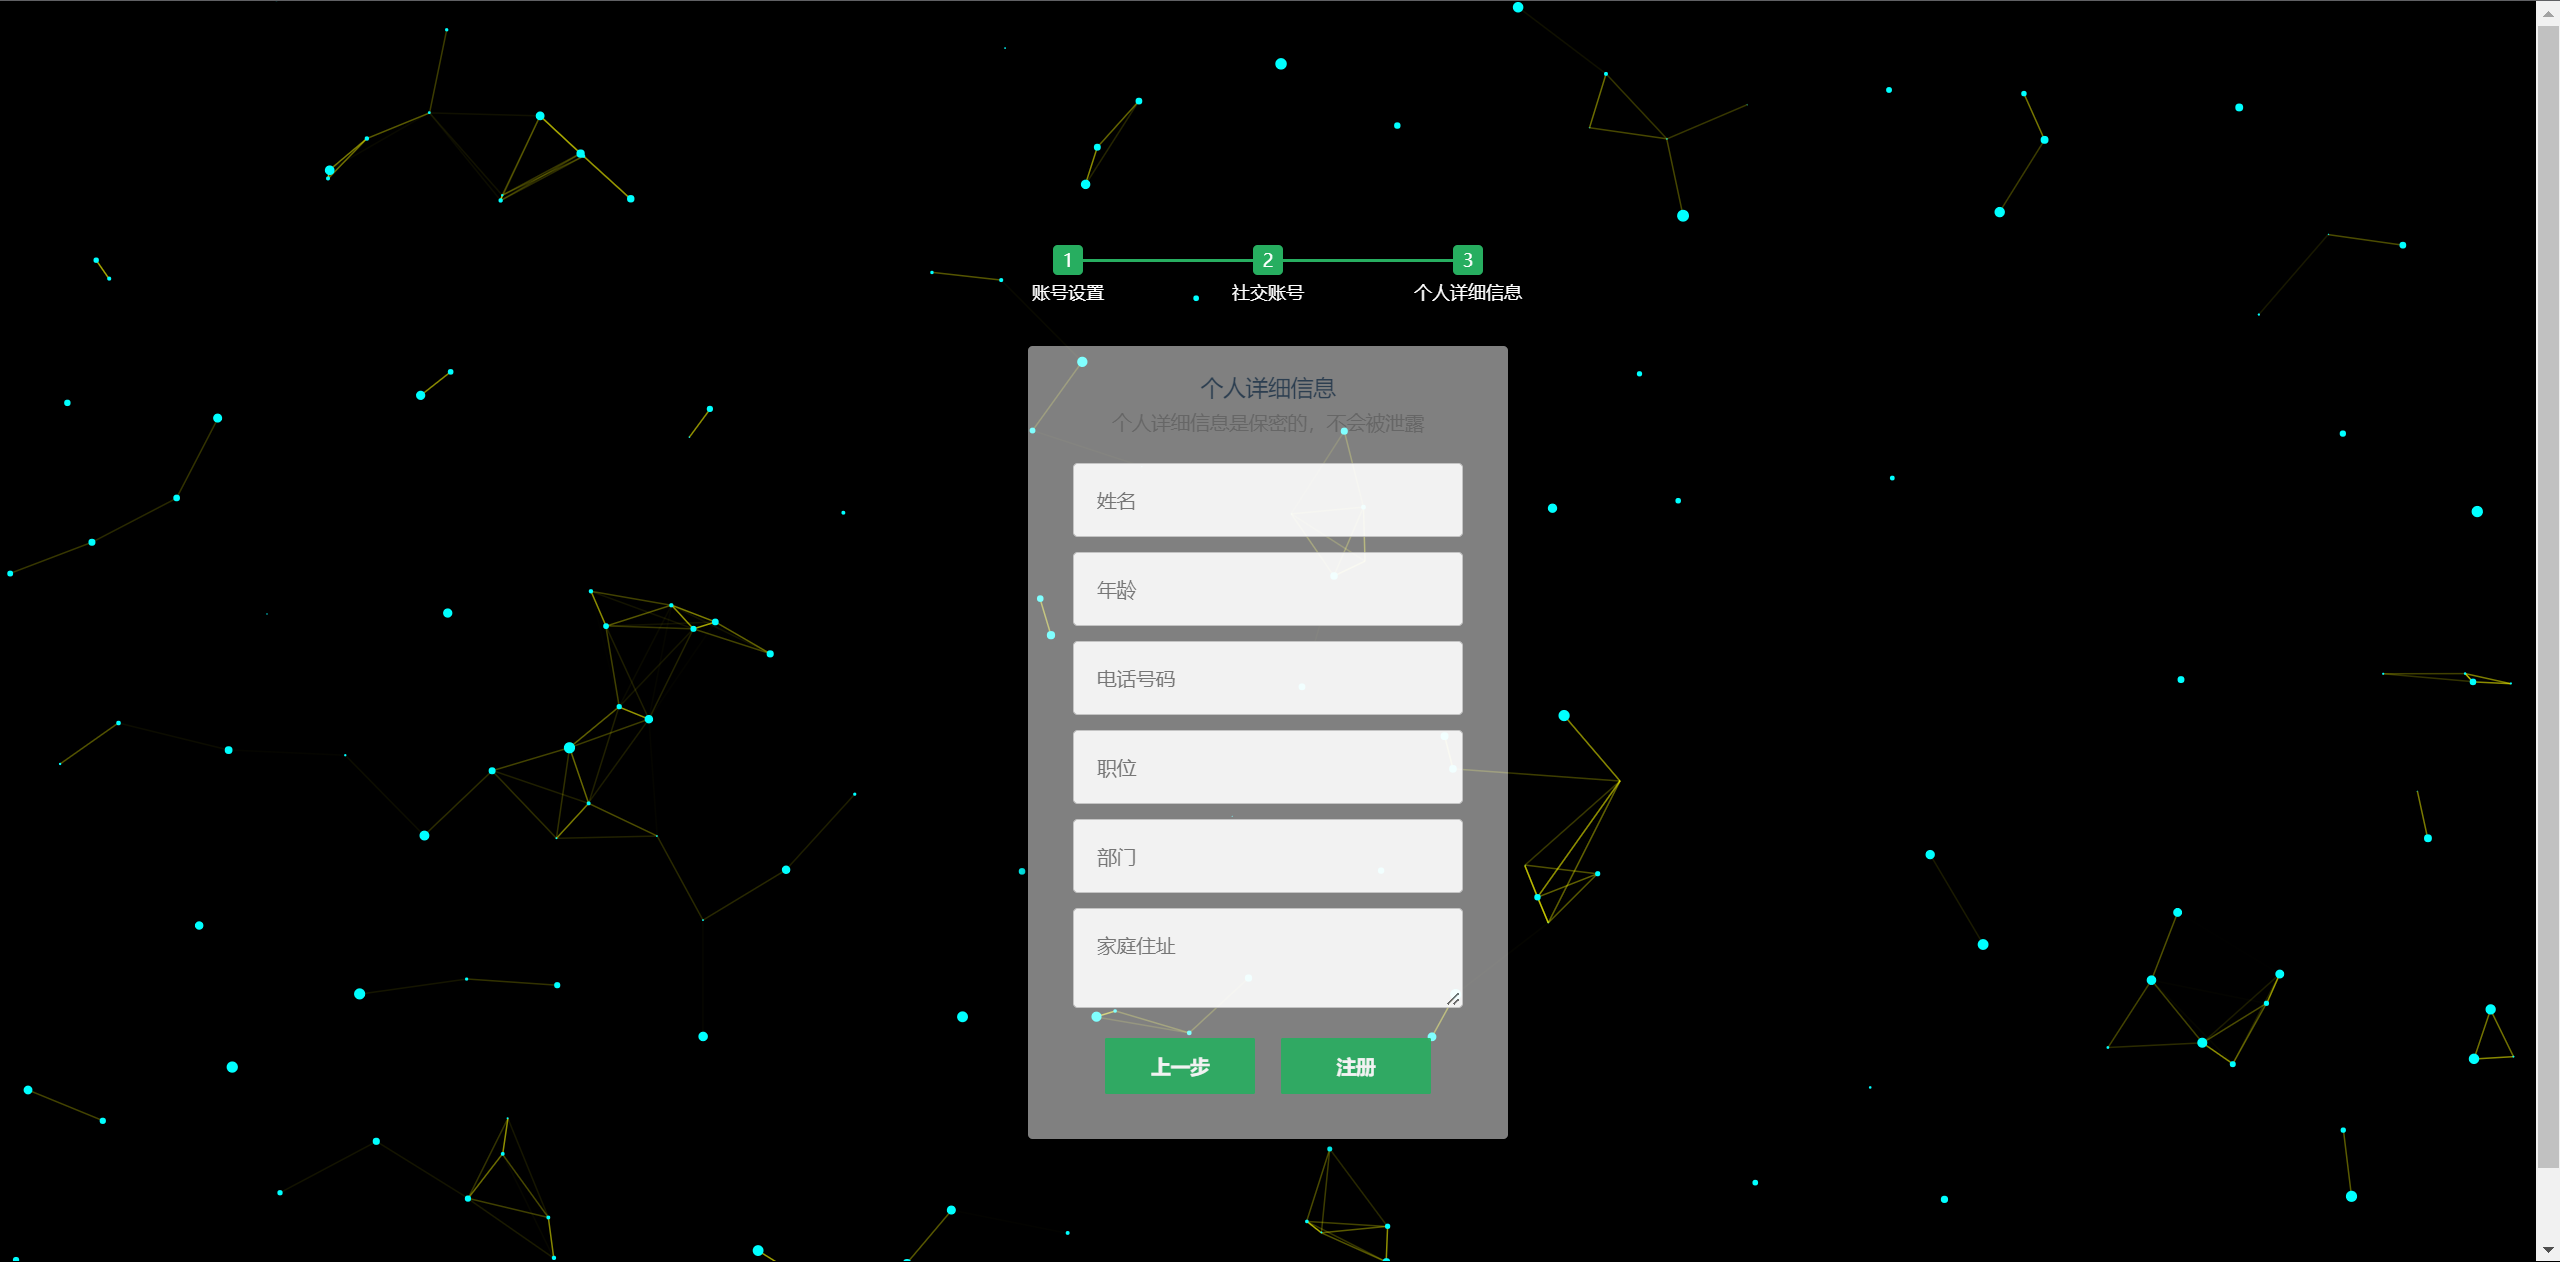 1 2 3
账号设置 社交账号 个人详细信息
个人详细信息
个人详细信息是保密的，不会被泄露
姓名
年龄
电话号码
职位
部门
家庭住址
上一步 注册